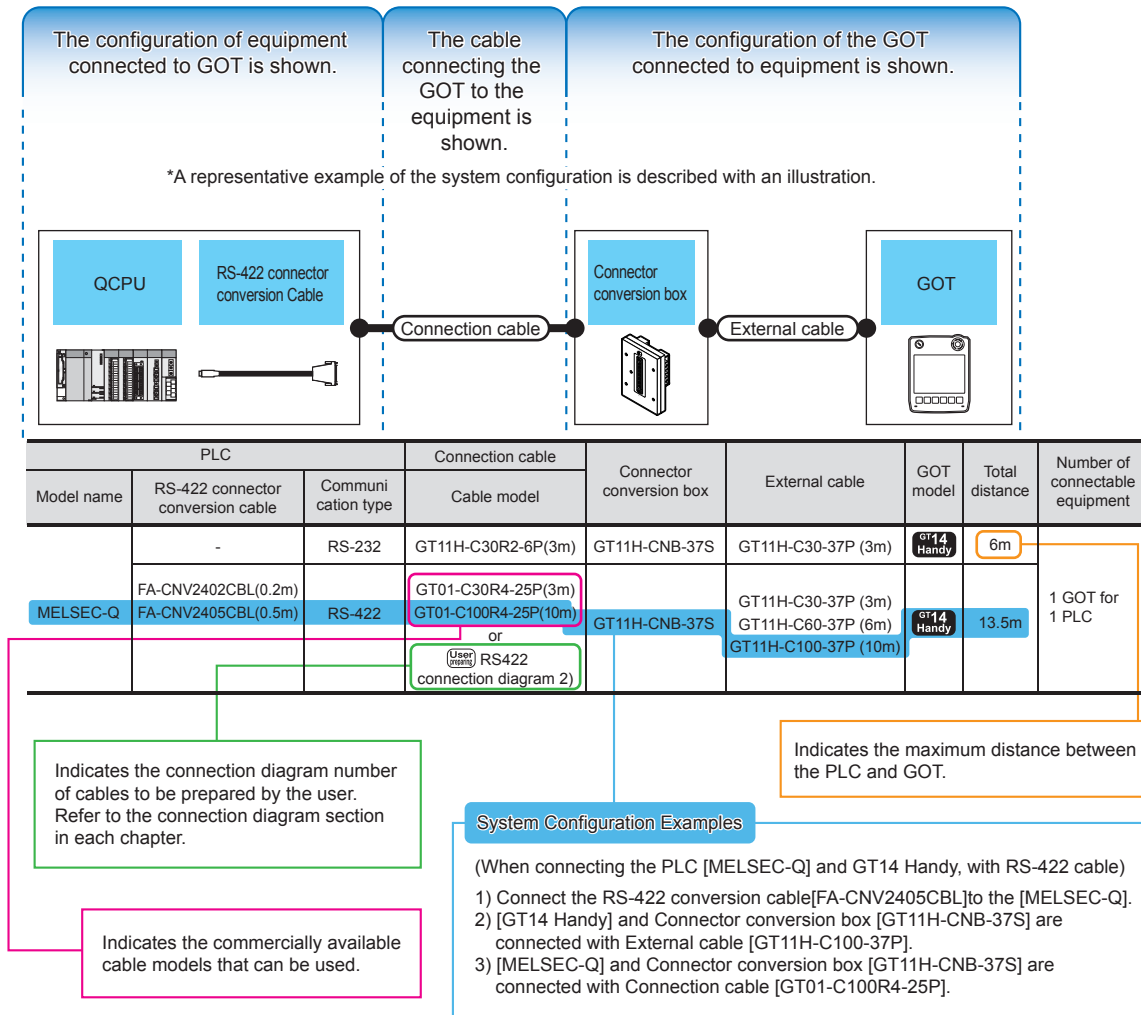 The configuration of equipment
connected to GOT is shown.
The cable
connecting the
GOT to the
equipment is
shown.
The configuration of the GOT
connected to equipment is shown.
*A representative example of the system configuration is described with an illustration.
QCPU
RS-422 connector
conversion Cable
Connection cable
Connector
conversion box
External cable
GOT
PLC
Connection cable
Connector
conversion box
External cable
GOT
model
Total
distance
Number of
connectable
equipment
Model name
RS-422 connector
conversion cable
Communi
cation type
Cable model
-
RS-232
GT11H-C30R2-6P(3m)
GT11H-CNB-37S
GT11H-C30-37P (3m)
GT14
Handy
6m
MELSEC-Q
FA-CNV2402CBL(0.2m)
FA-CNV2405CBL(0.5m)
RS-422
GT01-C30R4-25P(3m)
GT01-C100R4-25P(10m)
or
User
preparing
RS422
connection diagram 2)
GT11H-CNB-37S
GT11H-C30-37P (3m)
GT11H-C60-37P (6m)
GT11H-C100-37P (10m)
GT14
Handy
13.5m
1 GOT for
1 PLC
Indicates the connection diagram number
of cables to be prepared by the user.
Refer to the connection diagram section
in each chapter.
Indicates the maximum distance between
the PLC and GOT.
Indicates the commercially available
cable models that can be used.
System Configuration Examples
(When connecting the PLC [MELSEC-Q] and GT14 Handy, with RS-422 cable)
1) Connect the RS-422 conversion cable[FA-CNV2405CBL]to the [MELSEC-Q].
2) [GT14 Handy] and Connector conversion box [GT11H-CNB-37S] are
connected with External cable [GT11H-C100-37P].
3) [MELSEC-Q] and Connector conversion box [GT11H-CNB-37S] are
connected with Connection cable [GT01-C100R4-25P].